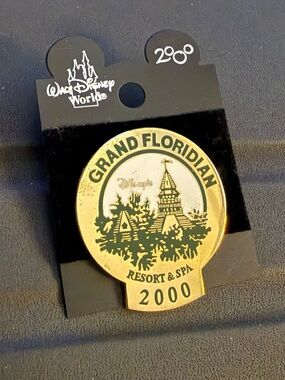 Walt Disney
World
2000
GRAND FLORIDIAN
Disney's
RESORT & SPA
2000